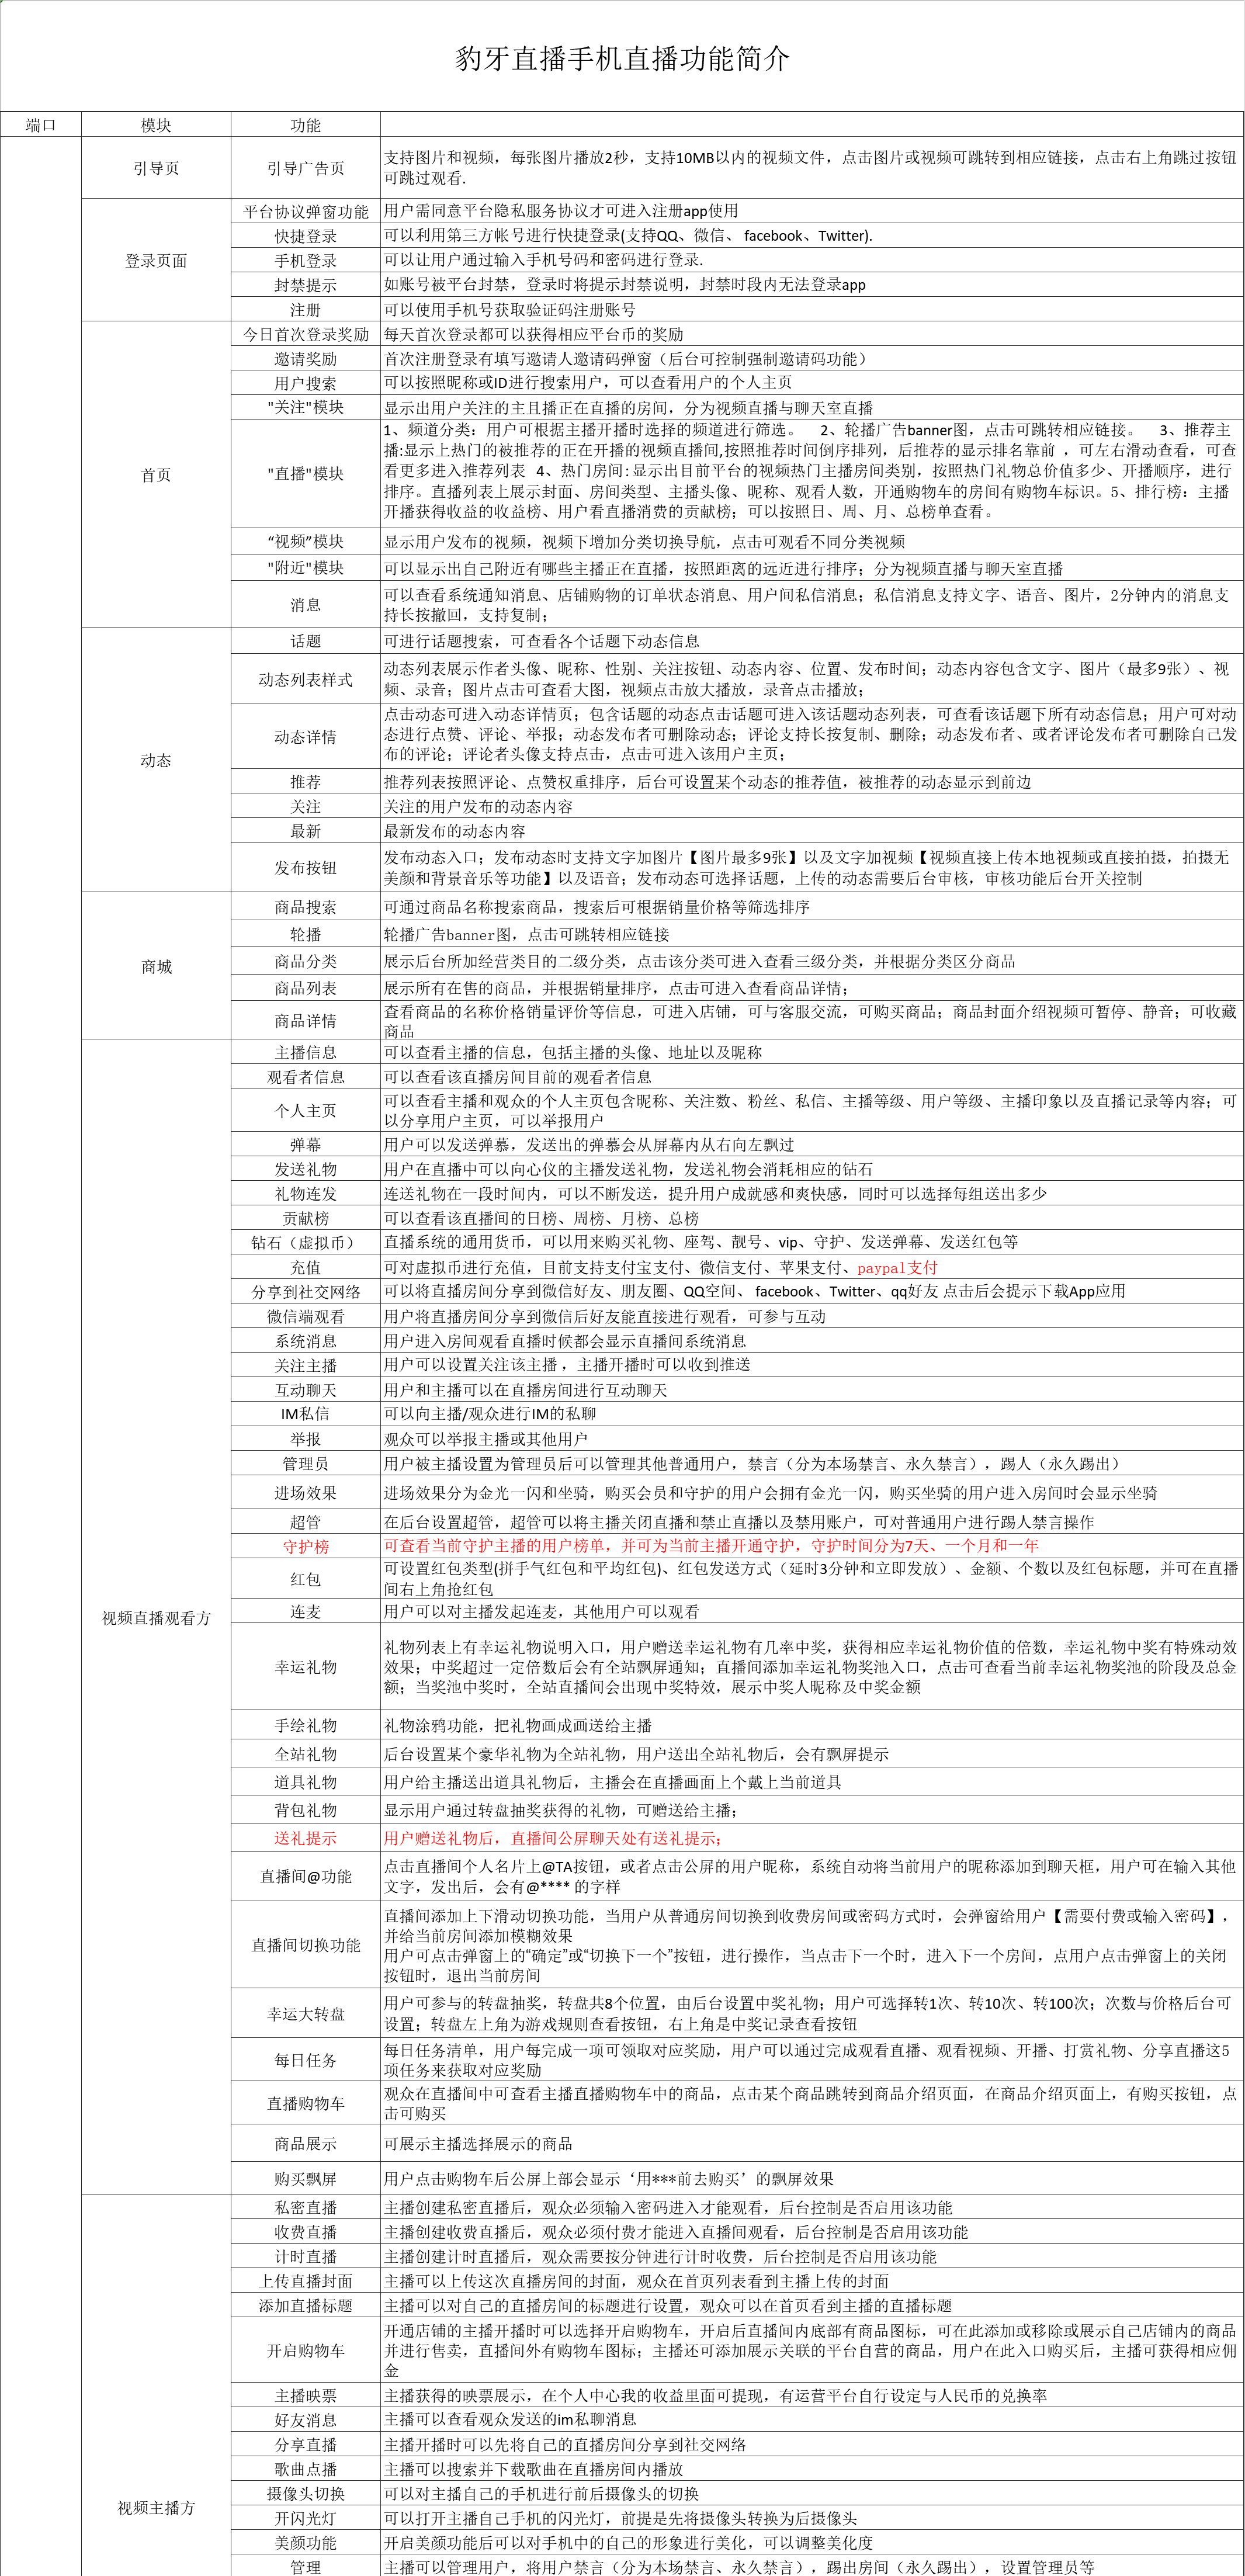 豹牙直播手机直播功能简介
端口 模块 功能
引导页 引导广告页 支持图片和视频，每张图片播放2秒，支持10MB以内的视频文件，点击图片或视频可跳转到相应链接，点击右上角跳过按钮
可跳过观看.
登录页面
平台协议弹窗功能 用户需同意平台隐私服务协议才可进入注册app使用
快捷登录 可以利用第三方帐号进行快捷登录(支持QQ、微信、 facebook、Twitter).
手机登录 可以让用户通过输入手机号码和密码进行登录.
封禁提示 如账号被平台封禁，登录时将提示封禁说明，封禁时段内无法登录app
注册 可以使用手机号获取验证码注册账号
首页
今日首次登录奖励 每天首次登录都可以获得相应平台币的奖励
邀请奖励 首次注册登录有填写邀请人邀请码弹窗（后台可控制强制邀请码功能）
用户搜索 可以按照昵称或ID进行搜索用户，可以查看用户的个人主页
"关注"模块 显示出用户关注的主且播正在直播的房间，分为视频直播与聊天室直播
"直播"模块
1、频道分类：用户可根据主播开播时选择的频道进行筛选。 2、轮播广告banner图，点击可跳转相应链接。 3、推荐主
播:显示上热门的被推荐的正在开播的视频直播间,按照推荐时间倒序排列，后推荐的显示排名靠前 ，可左右滑动查看，可查
看更多进入推荐列表 4、热门房间:显示出目前平台的视频热门主播房间类别，按照热门礼物总价值多少、开播顺序，进行
排序。直播列表上展示封面、房间类型、主播头像、昵称、观看人数，开通购物车的房间有购物车标识。5、排行榜：主播
开播获得收益的收益榜、用户看直播消费的贡献榜；可以按照日、周、月、总榜单查看。
“视频”模块 显示用户发布的视频，视频下增加分类切换导航，点击可观看不同分类视频
"附近"模块 可以显示出自己附近有哪些主播正在直播，按照距离的远近进行排序；分为视频直播与聊天室直播
消息 可以查看系统通知消息、店铺购物的订单状态消息、用户间私信消息；私信消息支持文字、语音、图片，2分钟内的消息支
持长按撤回，支持复制；
动态
话题 可进行话题搜索，可查看各个话题下动态信息
动态列表样式 动态列表展示作者头像、昵称、性别、关注按钮、动态内容、位置、发布时间；动态内容包含文字、图片（最多9张）、视
频、录音；图片点击可查看大图，视频点击放大播放，录音点击播放；
动态详情
点击动态可进入动态详情页；包含话题的动态点击话题可进入该话题动态列表，可查看该话题下所有动态信息；用户可对动
态进行点赞、评论、举报；动态发布者可删除动态；评论支持长按复制、删除；动态发布者、或者评论发布者可删除自己发
布的评论；评论者头像支持点击，点击可进入该用户主页；
推荐 推荐列表按照评论、点赞权重排序，后台可设置某个动态的推荐值，被推荐的动态显示到前边
关注 关注的用户发布的动态内容
最新 最新发布的动态内容
发布按钮 发布动态入口；发布动态时支持文字加图片【图片最多9张】以及文字加视频【视频直接上传本地视频或直接拍摄，拍摄无
美颜和背景音乐等功能】以及语音；发布动态可选择话题，上传的动态需要后台审核，审核功能后台开关控制
商城
商品搜索 可通过商品名称搜索商品，搜索后可根据销量价格等筛选排序
轮播 轮播广告banner图，点击可跳转相应链接
商品分类 展示后台所加经营类目的二级分类，点击该分类可进入查看三级分类，并根据分类区分商品
商品列表 展示所有在售的商品，并根据销量排序，点击可进入查看商品详情；
商品详情 查看商品的名称价格销量评价等信息，可进入店铺，可与客服交流，可购买商品；商品封面介绍视频可暂停、静音；可收藏
商品
视频直播观看方
主播信息 可以查看主播的信息，包括主播的头像、地址以及昵称
观看者信息 可以查看该直播房间目前的观看者信息
个人主页 可以查看主播和观众的个人主页包含昵称、关注数、粉丝、私信、主播等级、用户等级、主播印象以及直播记录等内容；可
以分享用户主页，可以举报用户
弹幕 用户可以发送弹慕，发送出的弹慕会从屏幕内从右向左飘过
发送礼物 用户在直播中可以向心仪的主播发送礼物，发送礼物会消耗相应的钻石
礼物连发 连送礼物在一段时间内，可以不断发送，提升用户成就感和爽快感，同时可以选择每组送出多少
贡献榜 可以查看该直播间的日榜、周榜、月榜、总榜
钻石（虚拟币） 直播系统的通用货币，可以用来购买礼物、座驾、靓号、vip、守护、发送弹幕、发送红包等
充值 可对虚拟币进行充值，目前支持支付宝支付、微信支付、苹果支付、paypal支付
分享到社交网络 可以将直播房间分享到微信好友、朋友圈、QQ空间、 facebook、Twitter、qq好友 点击后会提示下载App应用
微信端观看 用户将直播房间分享到微信后好友能直接进行观看，可参与互动
系统消息 用户进入房间观看直播时候都会显示直播间系统消息
关注主播 用户可以设置关注该主播 ，主播开播时可以收到推送
互动聊天 用户和主播可以在直播房间进行互动聊天
IM私信 可以向主播/观众进行IM的私聊
举报 观众可以举报主播或其他用户
管理员 用户被主播设置为管理员后可以管理其他普通用户，禁言（分为本场禁言、永久禁言），踢人（永久踢出）
进场效果 进场效果分为金光一闪和坐骑，购买会员和守护的用户会拥有金光一闪，购买坐骑的用户进入房间时会显示坐骑
超管 在后台设置超管，超管可以将主播关闭直播和禁止直播以及禁用账户，可对普通用户进行踢人禁言操作
守护榜 可查看当前守护主播的用户榜单，并可为当前主播开通守护，守护时间分为7天、一个月和一年
红包 可设置红包类型(拼手气红包和平均红包)、红包发送方式（延时3分钟和立即发放）、金额、个数以及红包标题，并可在直播
间右上角抢红包
连麦 用户可以对主播发起连麦，其他用户可以观看
幸运礼物
礼物列表上有幸运礼物说明入口，用户赠送幸运礼物有几率中奖，获得相应幸运礼物价值的倍数，幸运礼物中奖有特殊动效
效果；中奖超过一定倍数后会有全站飘屏通知；直播间添加幸运礼物奖池入口，点击可查看当前幸运礼物奖池的阶段及总金
额；当奖池中奖时，全站直播间会出现中奖特效，展示中奖人昵称及中奖金额
手绘礼物 礼物涂鸦功能，把礼物画成画送给主播
全站礼物 后台设置某个豪华礼物为全站礼物，用户送出全站礼物后，会有飘屏提示
道具礼物 用户给主播送出道具礼物后，主播会在直播画面上个戴上当前道具
背包礼物 显示用户通过转盘抽奖获得的礼物，可赠送给主播；
送礼提示 用户赠送礼物后，直播间公屏聊天处有送礼提示；
直播间@功能 点击直播间个人名片上@TA按钮，或者点击公屏的用户昵称，系统自动将当前用户的昵称添加到聊天框，用户可在输入其他
文字，发出后，会有@**** 的字样
直播间切换功能
直播间添加上下滑动切换功能，当用户从普通房间切换到收费房间或密码方式时，会弹窗给用户【需要付费或输入密码】，
并给当前房间添加模糊效果
用户可点击弹窗上的“确定”或“切换下一个”按钮，进行操作，当点击下一个时，进入下一个房间，点用户点击弹窗上的关闭
按钮时，退出当前房间
幸运大转盘 用户可参与的转盘抽奖，转盘共8个位置，由后台设置中奖礼物；用户可选择转1次、转10次、转100次；次数与价格后台可
设置；转盘左上角为游戏规则查看按钮，右上角是中奖记录查看按钮
每日任务 每日任务清单，用户每完成一项可领取对应奖励，用户可以通过完成观看直播、观看视频、开播、打赏礼物、分享直播这5
项任务来获取对应奖励
直播购物车 观众在直播间中可查看主播直播购物车中的商品，点击某个商品跳转到商品介绍页面，在商品介绍页面上，有购买按钮，点
击可购买
商品展示 可展示主播选择展示的商品
购买飘屏 用户点击购物车后公屏上部会显示‘用***前去购买’的飘屏效果
视频主播方
私密直播 主播创建私密直播后，观众必须输入密码进入才能观看，后台控制是否启用该功能
收费直播 主播创建收费直播后，观众必须付费才能进入直播间观看，后台控制是否启用该功能
计时直播 主播创建计时直播后，观众需要按分钟进行计时收费，后台控制是否启用该功能
上传直播封面 主播可以上传这次直播房间的封面，观众在首页列表看到主播上传的封面
添加直播标题 主播可以对自己的直播房间的标题进行设置，观众可以在首页看到主播的直播标题
开启购物车
开通店铺的主播开播时可以选择开启购物车，开启后直播间内底部有商品图标，可在此添加或移除或展示自己店铺内的商品
并进行售卖，直播间外有购物车图标；主播还可添加展示关联的平台自营的商品，用户在此入口购买后，主播可获得相应佣
金
主播映票 主播获得的映票展示，在个人中心我的收益里面可提现，有运营平台自行设定与人民币的兑换率
好友消息 主播可以查看观众发送的im私聊消息
分享直播 主播开播时可以先将自己的直播房间分享到社交网络
歌曲点播 主播可以搜索并下载歌曲在直播房间内播放
摄像头切换 可以对主播自己的手机进行前后摄像头的切换
开闪光灯 可以打开主播自己手机的闪光灯，前提是先将摄像头转换为后摄像头
美颜功能 开启美颜功能后可以对手机中的自己的形象进行美化，可以调整美化度
管理 主播可以管理用户，将用户禁言（分为本场禁言、永久禁言），踢出房间（永久踢出），设置管理员等